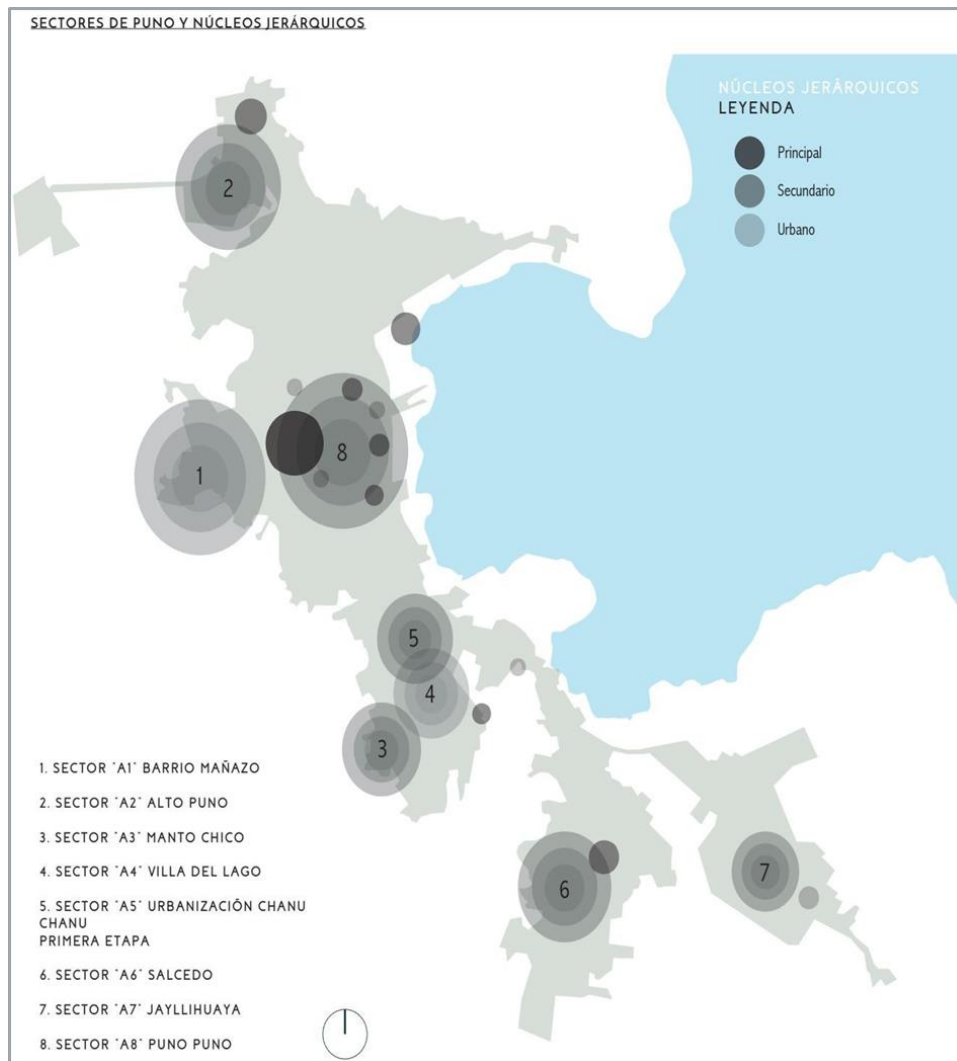 SECTORES DE PUNO Y NÚCLEOS JERÁRQUICOS
NÚCLEOS JERÁRQUICOS
LEYENDA
Principal
Secundario
Urbano
2
1
8
5
4
3
6
7
1. SECTOR "A1" BARRIO MAÑAZO
2. SECTOR "A2" ALTO PUNO
3. SECTOR "A3" MANTO CHICO
4. SECTOR "A4" VILLA DEL LAGO
5. SECTOR "A5" URBANIZACIÓN CHANU
CHANU
PRIMERA ETAPA
6. SECTOR "A6" SALCEDO
7. SECTOR "A7" JAYLLIHUAYA
8. SECTOR "A8" PUNO PUNO